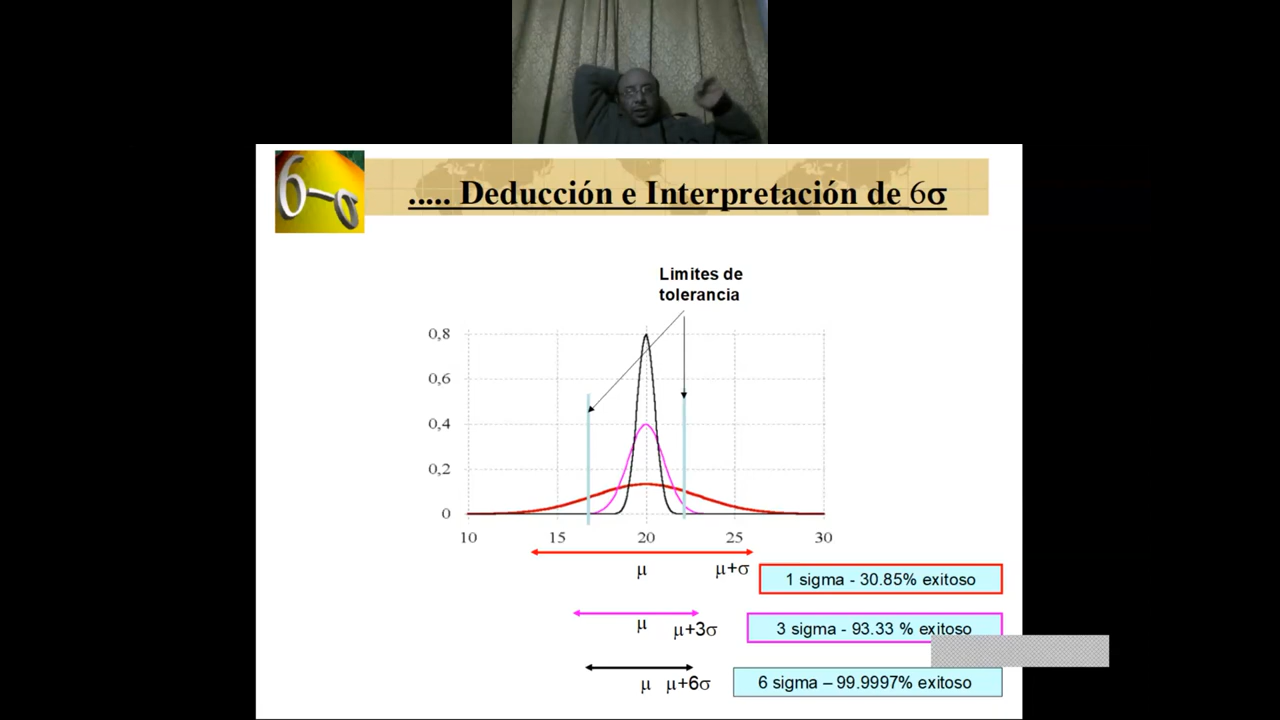 6-σ
..... Deducción e Interpretación de 6σ
Limites de
tolerancia
0,8
0,6
0,4
0,2
0
10 15 20 25 30
μ μ+σ
1 sigma - 30.85% exitoso
μ μ+3σ
3 sigma - 93.33 % exitoso
μ μ+6σ
6 sigma – 99.9997% exitoso